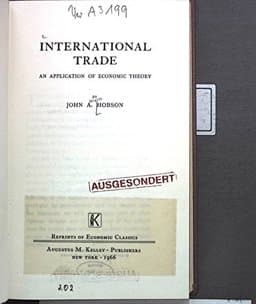 A3199
INTERNATIONAL
TRADE
AN APPLICATION OF ECONOMIC THEORY
BY
JOHN A. HOBSON
AUSGESONDERT
K
REPRINTS OF ECONOMIC CLASSICS
AUGUSTUS M. KELLEY · PUBLISHERS
NEW YORK · 1966
202